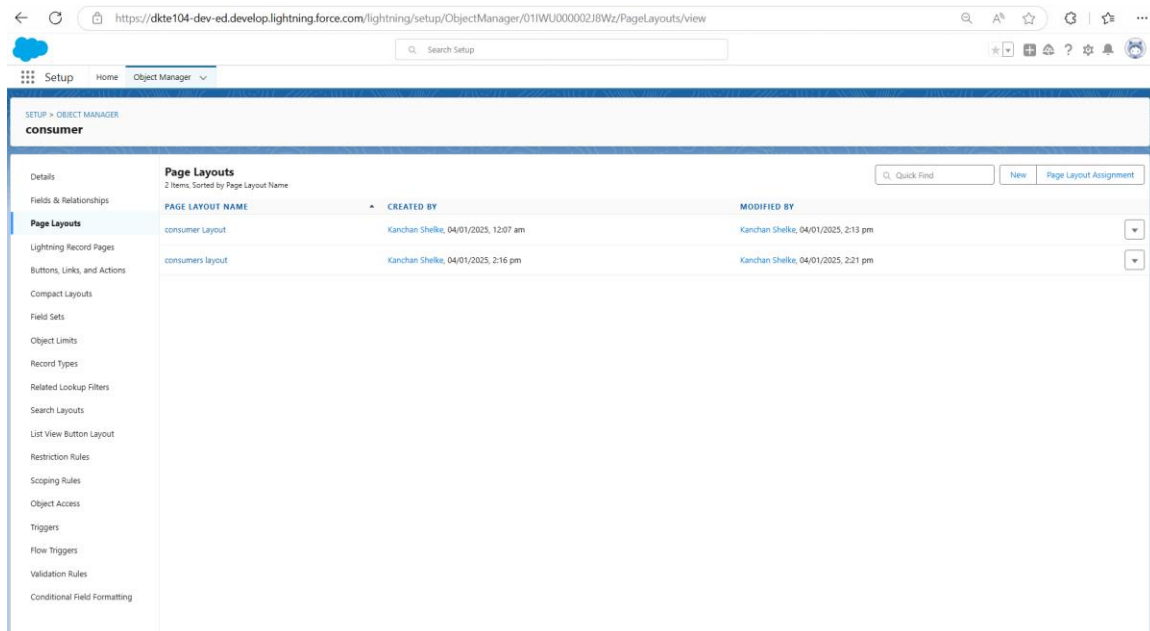 https://dkte104-dev-ed.develop.lightning.force.com/lightning/setup/ObjectManager/01IWU000002J8Wz/PageLayouts/view
Search Setup
Setup Home Object Manager
SETUP > OBJECT MANAGER
consumer
Details
Fields & Relationships
Page Layouts
Lightning Record Pages
Buttons, Links, and Actions
Compact Layouts
Field Sets
Object Limits
Record Types
Related Lookup Filters
Search Layouts
List View Button Layout
Restriction Rules
Scoping Rules
Object Access
Triggers
Flow Triggers
Validation Rules
Conditional Field Formatting
Page Layouts
2 Items, Sorted by Page Layout Name
Quick Find New Page Layout Assignment
PAGE LAYOUT NAME CREATED BY MODIFIED BY
consumer Layout Kanchan Shelke, 04/01/2025, 12:07 am Kanchan Shelke, 04/01/2025, 2:13 pm
consumers layout Kanchan Shelke, 04/01/2025, 2:16 pm Kanchan Shelke, 04/01/2025, 2:21 pm